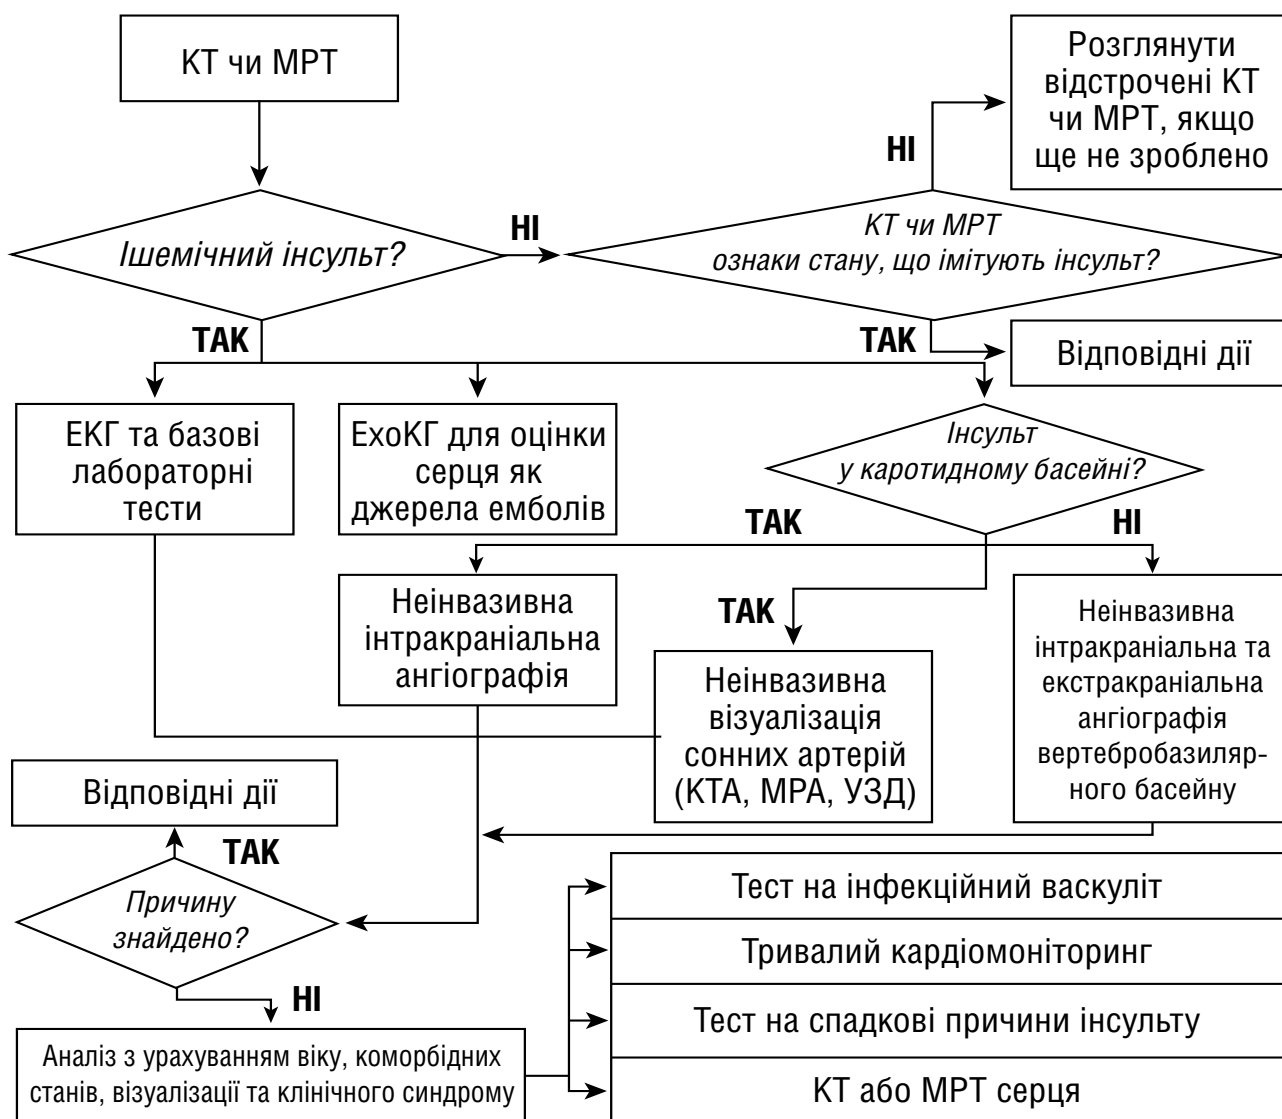 КТ чи МРТ
Розглянути
відстрочені КТ
чи МРТ, якщо
ще не зроблено
НІ
Ішемічний інсульт?
НІ
КТ чи МРТ
ознаки стану, що імітують інсульт?
ТАК
ТАК
Відповідні дії
ЕКГ та базові
лабораторні
тести
ЕхоКГ для оцінки
серця як
джерела емболів
Інсульт
у каротидному басейні?
ТАК
НІ
Неінвазивна
інтракраніальна
ангіографія
ТАК
Неінвазивна
візуалізація
сонних артерій
(КТА, МРА, УЗД)
Неінвазивна
інтракраніальна та
екстракраніальна
ангіографія
вертебробазиляр-
ного басейну
Відповідні дії
ТАК
Причину
знайдено?
НІ
Аналіз з урахуванням віку, коморбідних
станів, візуалізації та клінічного синдрому
Тест на інфекційний васкуліт
Тривалий кардіомоніторинг
Тест на спадкові причини інсульту
КТ або МРТ серця